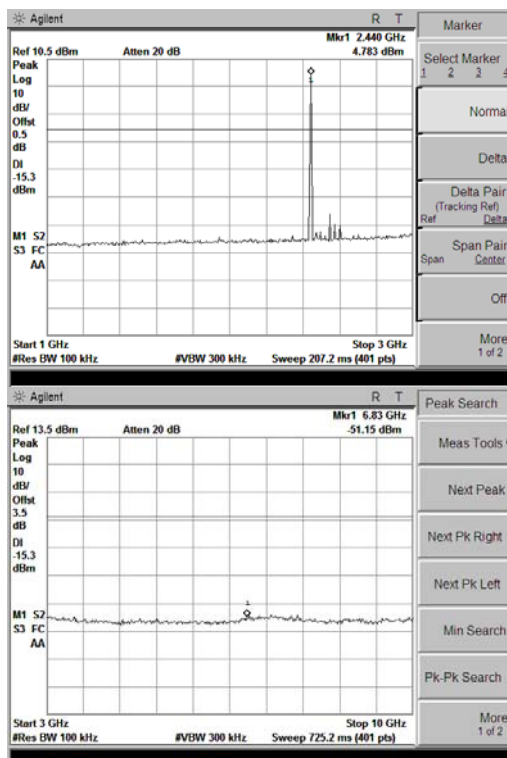 Agilent R T
Marker
Mkr1 2.440 GHz
Ref 10.5 dBm Atten 20 dB 4.783 dBm
Peak
Log
10
dB/
Offst
0.5
dB
DI
-15.3
dBm
M1 S2
S3 FC
AA
1
Start 1 GHz Stop 3 GHz
#Res BW 100 kHz #VBW 300 kHz Sweep 207.2 ms (401 pts)
Select Marker
1 2 3 4
Norma
Delta
Delta Pair
(Tracking Ref)
Ref Delta
Span Pair
Span Center
Off
More
1 of 2
Agilent R T
Peak Search
Mkr1 6.83 GHz
Ref 13.5 dBm Atten 20 dB -51.15 dBm
Peak
Log
10
dB/
Offst
3.5
dB
DI
-15.3
dBm
M1 S2
S3 FC
AA
1
Start 3 GHz Stop 10 GHz
#Res BW 100 kHz #VBW 300 kHz Sweep 725.2 ms (401 pts)
Meas Tools
Next Peak
Next Pk Right
Next Pk Left
Min Search
Pk-Pk Search
More
1 of 2